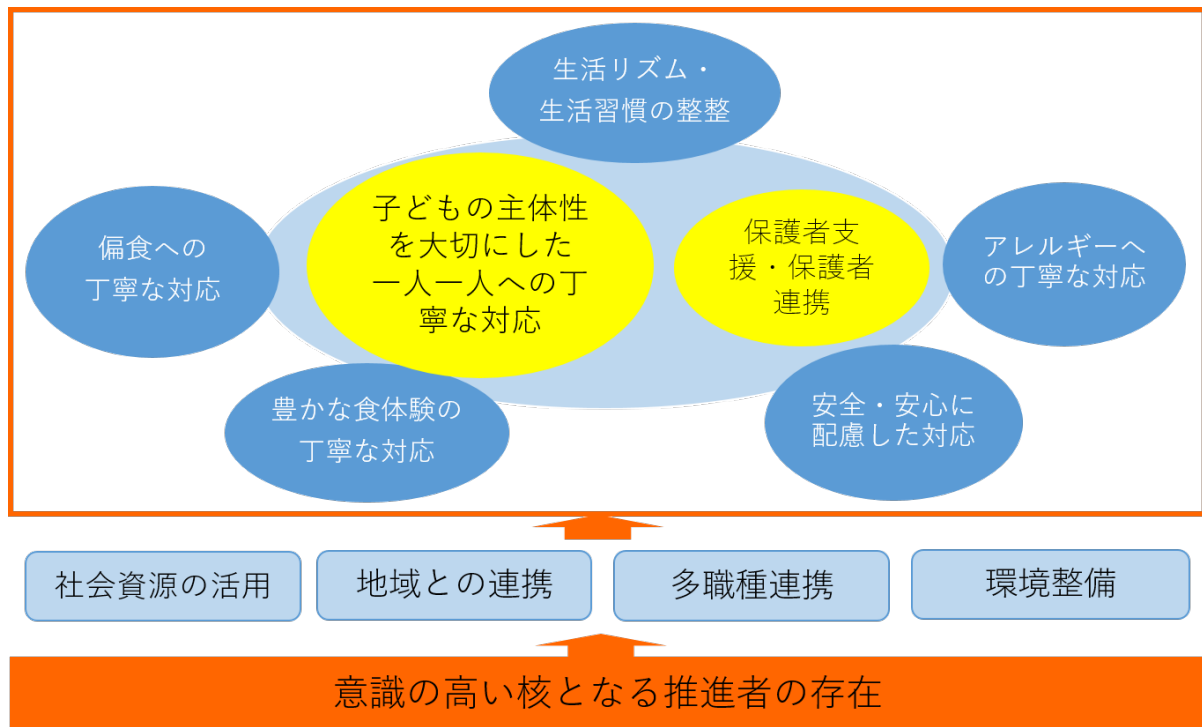 生活リズム・
生活習慣の整整
子どもの主体性
を大切にした
一人一人への丁
寧な対応
保護者支
援・保護者
連携
偏食への
丁寧な対応
アレルギーへ
の丁寧な対応
豊かな食体験の
丁寧な対応
安全・安心に
配慮した対応
社会資源の活用
地域との連携
多職種連携
環境整備
意識の高い核となる推進者の存在